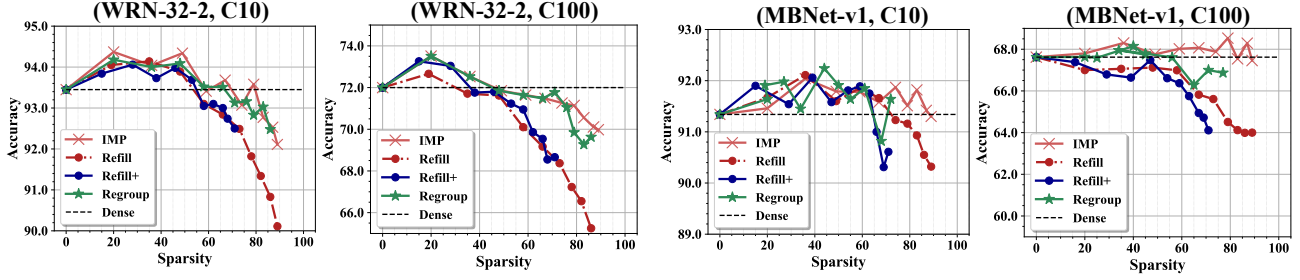 (WRN-32-2, C10)
Accuracy
95.0
94.0
93.0
92.0
91.0
90.0
IMP
Refill
Refill+
Regroup
Dense
0 20 40 60 80 100
Sparsity
(WRN-32-2, C100)
Accuracy
74.0
72.0
70.0
68.0
66.0
IMP
Refill
Refill+
Regroup
Dense
0 20 40 60 80 100
Sparsity
(MBNet-v1, C10)
Accuracy
93.0
92.0
91.0
90.0
89.0
IMP
Refill
Refill+
Regroup
Dense
0 20 40 60 80 100
Sparsity
(MBNet-v1, C100)
Accuracy
68.0
66.0
64.0
62.0
60.0
IMP
Refill
Refill+
Regroup
Dense
0 20 40 60 80 100
Sparsity